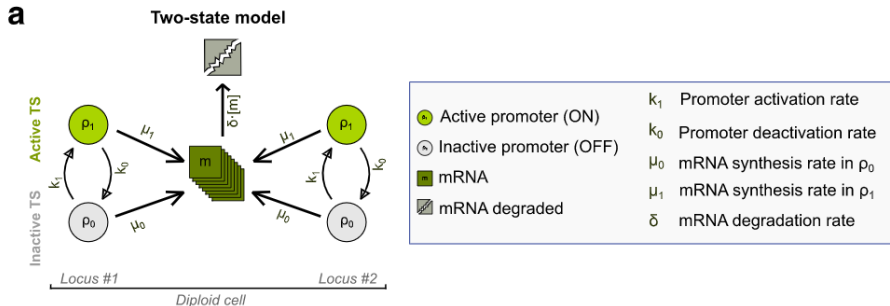 a
Two-state model
Active TS
Inactive TS
ρ₁
ρ₁
ρ₀
ρ₀
k₁
k₀
k₁
k₀
μ₁
μ₁
μ₀
μ₀
δ·[m]
m
Locus #1
Locus #2
Diploid cell
Active promoter (ON)
Inactive promoter (OFF)
m mRNA
mRNA degraded
k₁ Promoter activation rate
k₀ Promoter deactivation rate
μ₀ mRNA synthesis rate in ρ₀
μ₁ mRNA synthesis rate in ρ₁
δ mRNA degradation rate